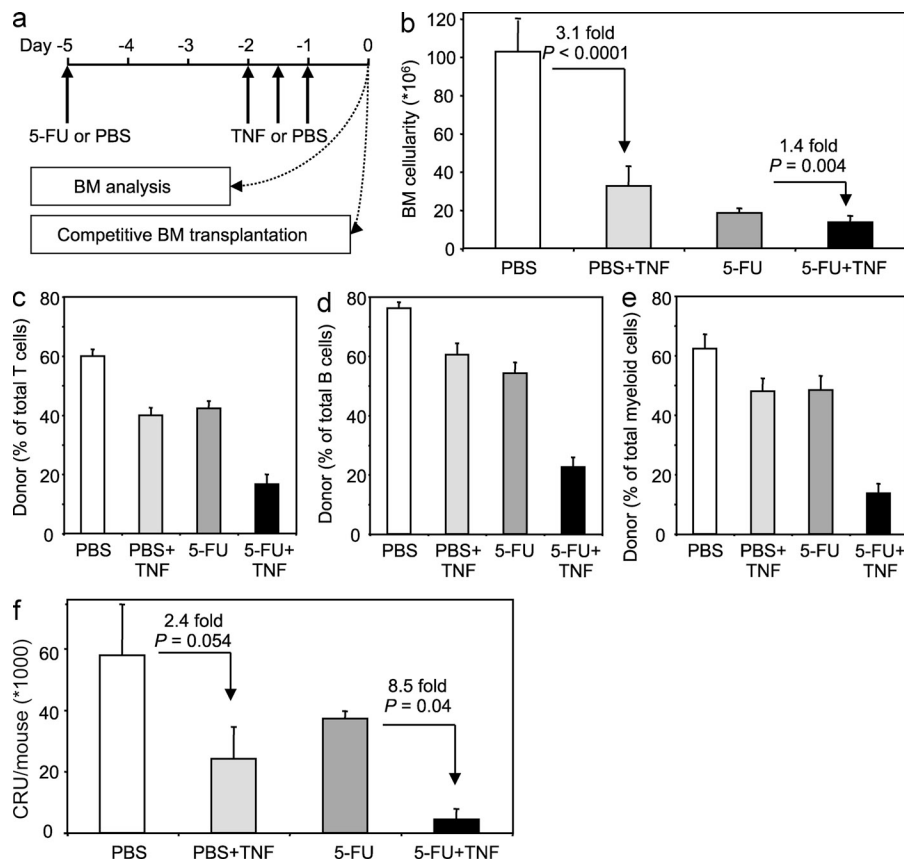 a
Day -5 -4 -3 -2 -1 0
5-FU or PBS TNF or PBS
BM analysis
Competitive BM transplantation
b
BM cellularity (*10⁶)
120
100
80
60
40
20
0
3.1 fold
P < 0.0001
1.4 fold
P = 0.004
PBS PBS+TNF 5-FU 5-FU+TNF
c
Donor (% of total T cells)
80
60
40
20
0
PBS PBS+ 5-FU 5-FU+
TNF TNF
d
Donor (% of total B cells)
80
60
40
20
0
PBS PBS+ 5-FU 5-FU+
TNF TNF
e
Donor (% of total myeloid cells)
80
60
40
20
0
PBS PBS+ 5-FU 5-FU+
TNF TNF
f
CRU/mouse (*1000)
60
40
20
0
2.4 fold
P = 0.054
8.5 fold
P = 0.04
PBS PBS+TNF 5-FU 5-FU+TNF